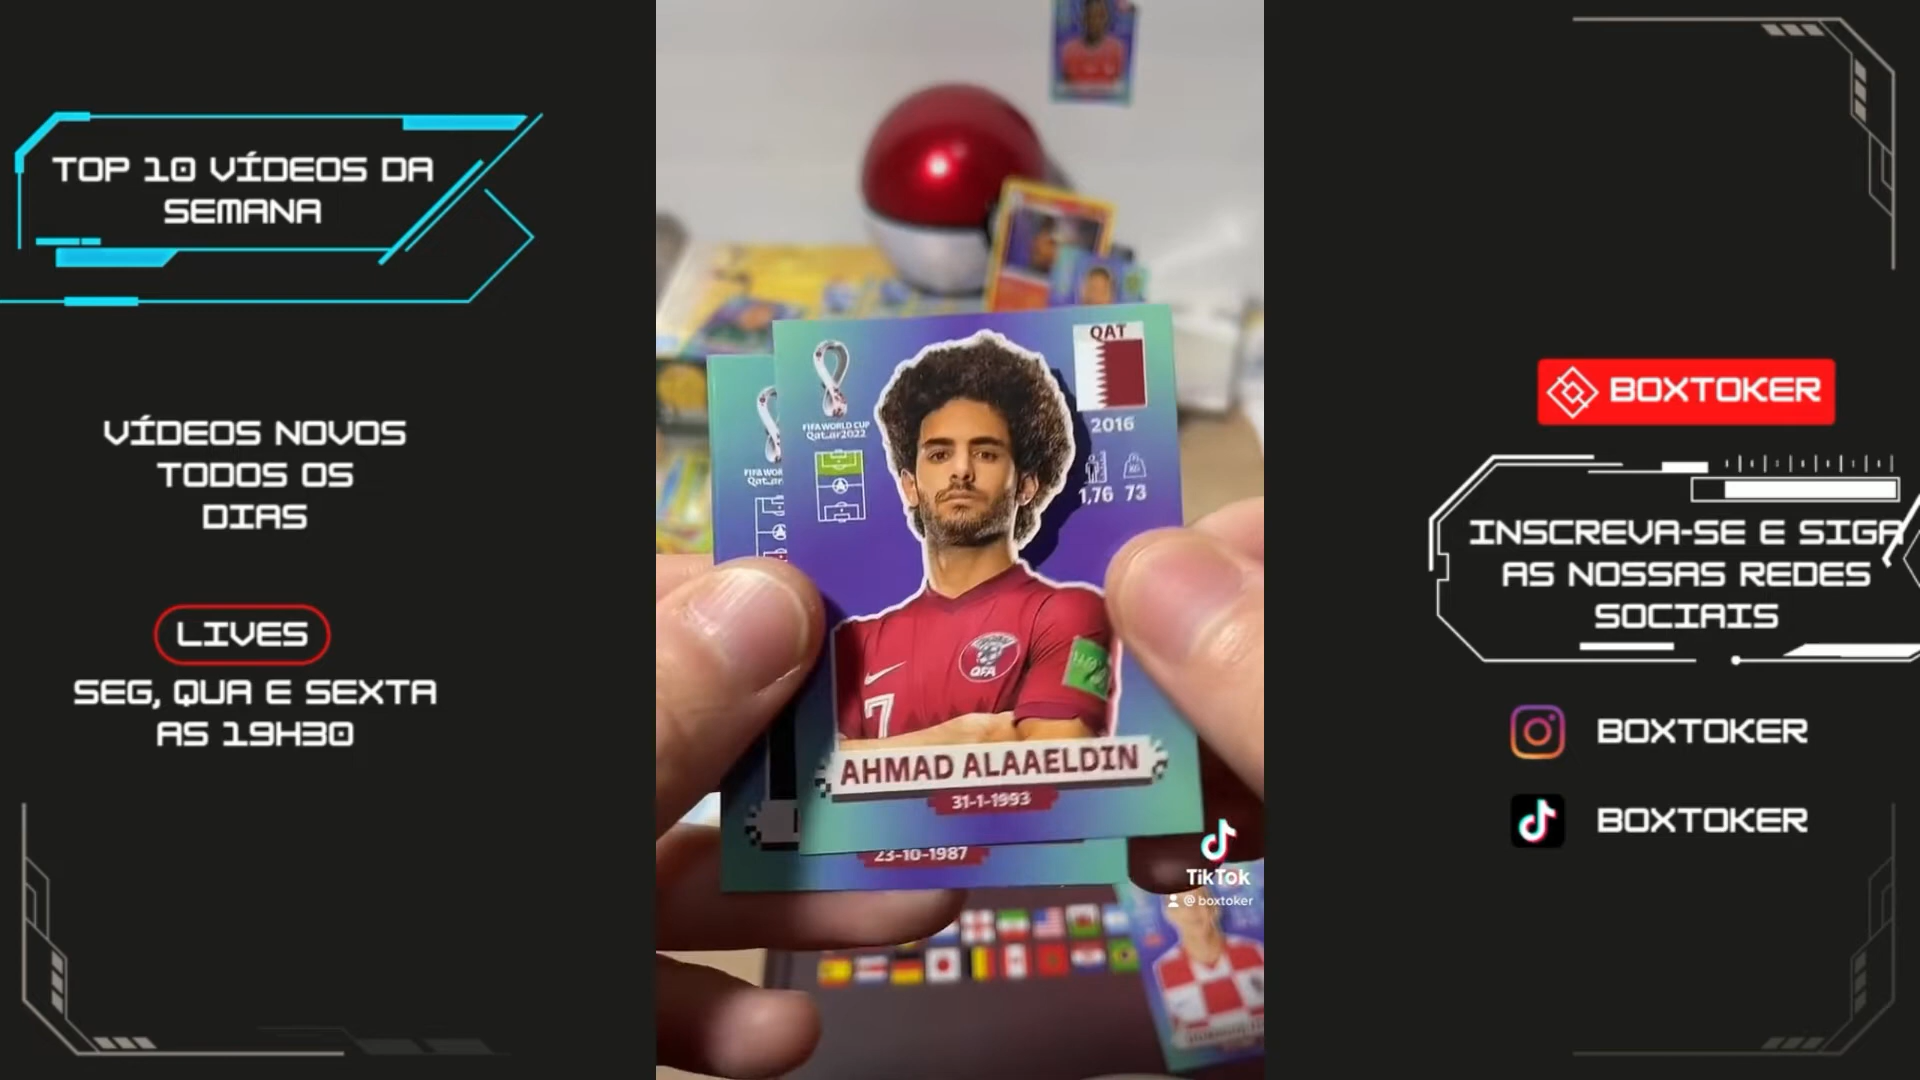 TOP 10 VÍDEOS DA
SEMANA
VÍDEOS NOVOS
TODOS OS
DIAS
LIVES
SEG, QUA E SEXTA
AS 19H30
QAT
FIFA WORLD CUP
Qatar2022
2016
1,76 73
7
QFA
AHMAD ALAAELDIN
31-1-1993
23-10-1987
TikTok
@boxtoker
BOXTOKER
INSCREVA-SE E SIGA
AS NOSSAS REDES
SOCIAIS
BOXTOKER
BOXTOKER